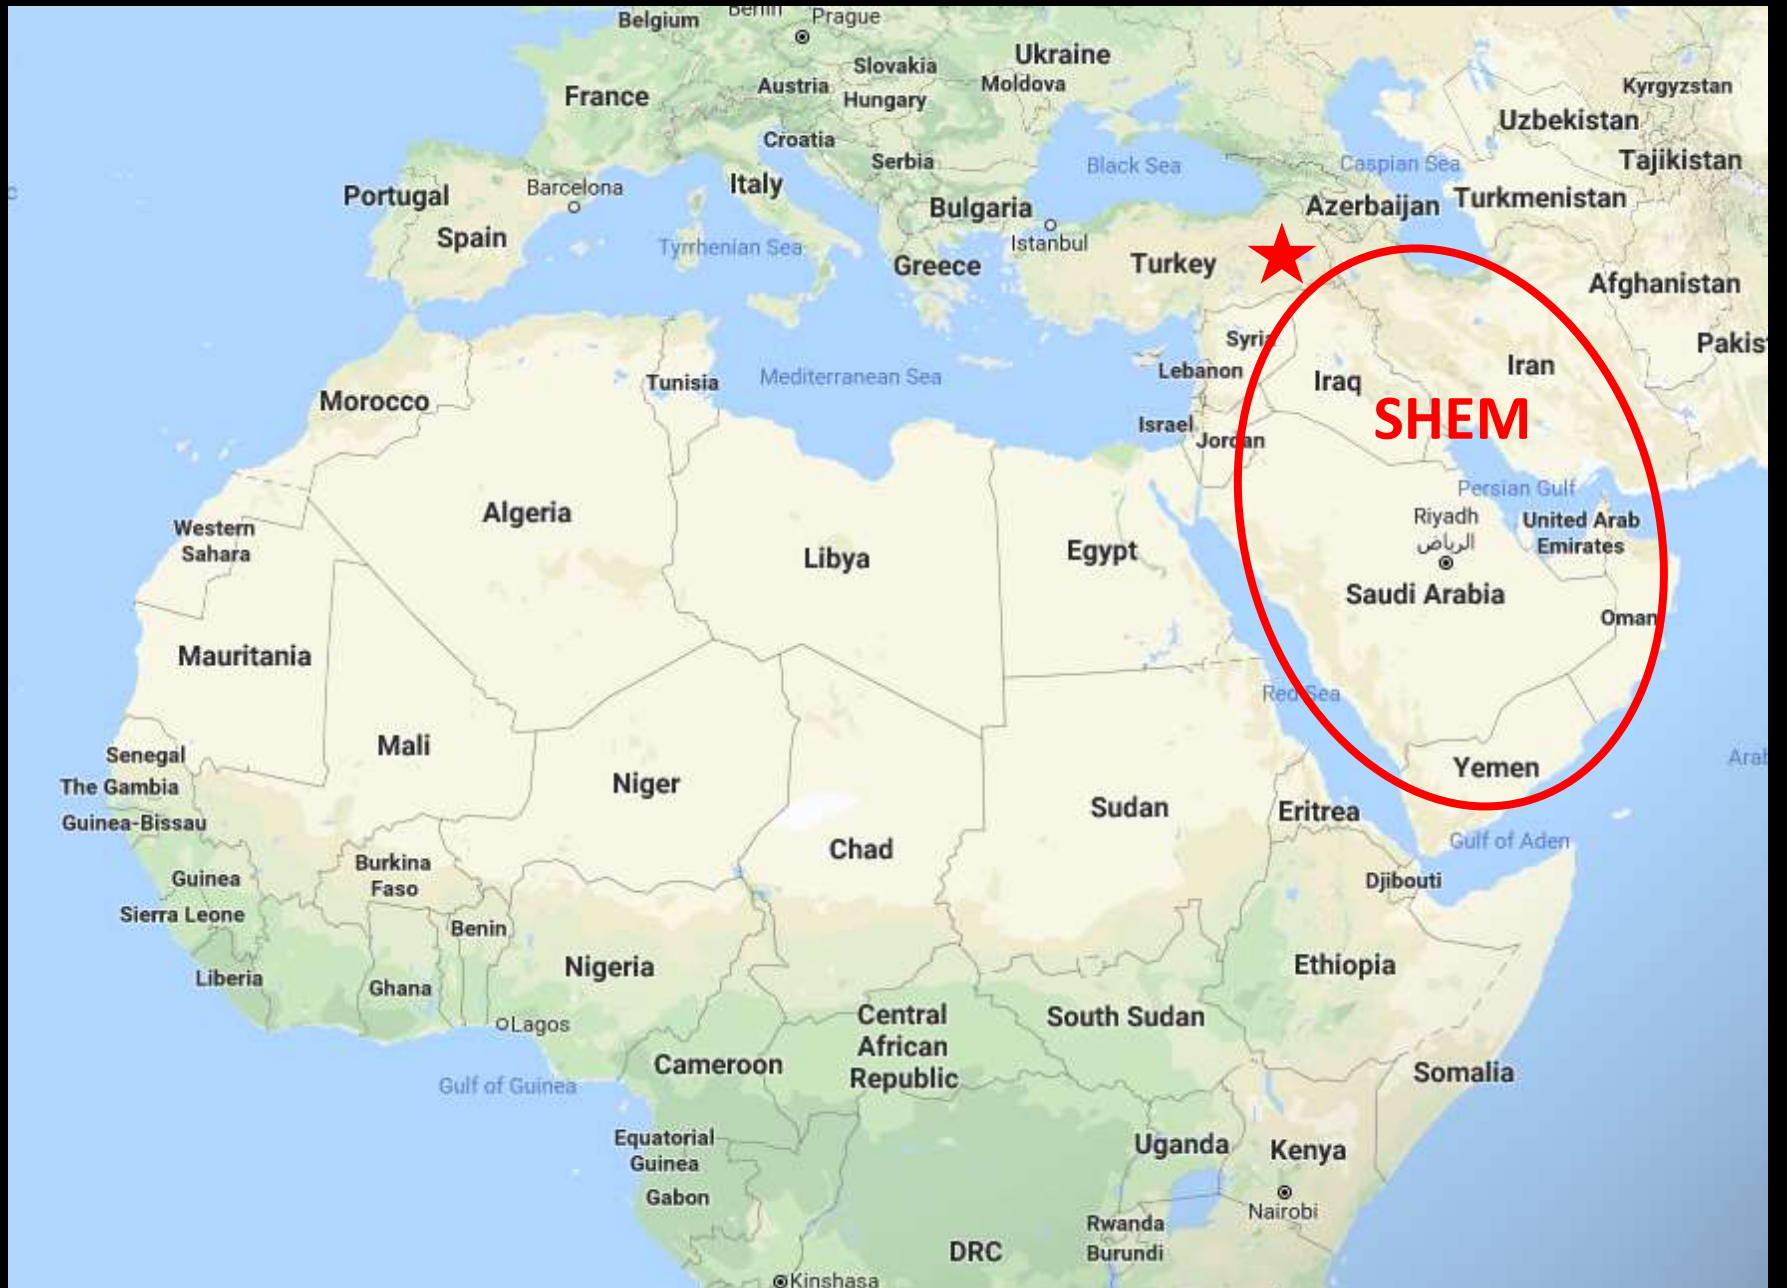 Belgium
Berlin
Prague
Ukraine
Slovakia
Moldova
Austria
Hungary
France
Kyrgyzstan
Uzbekistan
Croatia
Serbia
Black Sea
Caspian Sea
Tajikistan
Portugal
Barcelona
Italy
Bulgaria
Azerbaijan
Turkmenistan
Spain
Tyrrhenian Sea
Istanbul
Greece
Turkey
Afghanistan
Syria
Pakis
Lebanon
Iran
Mediterranean Sea
Tunisia
Iraq
Morocco
SHEM
Israel
Jordan
Persian Gulf
Algeria
Riyadh
الرياض
United Arab
Emirates
Western
Sahara
Libya
Egypt
Saudi Arabia
Oman
Mauritania
Red Sea
Senegal
Mali
Yemen
Arab
The Gambia
Niger
Guinea-Bissau
Sudan
Eritrea
Gulf of Aden
Chad
Burkina
Faso
Guinea
Djibouti
Sierra Leone
Benin
Nigeria
Ethiopia
Liberia
Ghana
Lagos
Central
African
Republic
South Sudan
Cameroon
Somalia
Gulf of Guinea
Equatorial
Guinea
Uganda
Kenya
Gabon
Nairobi
Rwanda
Burundi
DRC
Kinshasa